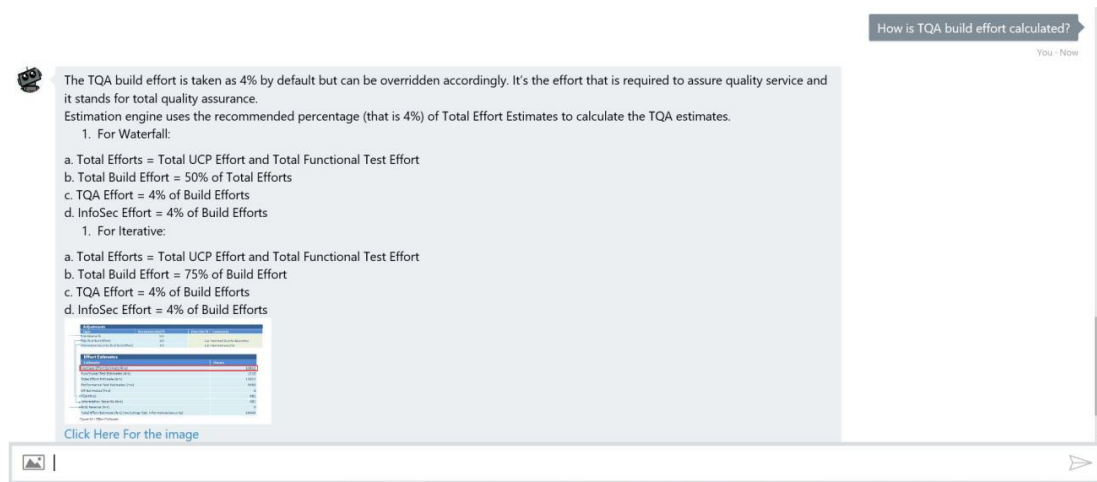 How is TQA build effort calculated?
You · Now
The TQA build effort is taken as 4% by default but can be overridden accordingly. It's the effort that is required to assure quality service and
it stands for total quality assurance.
Estimation engine uses the recommended percentage (that is 4%) of Total Effort Estimates to calculate the TQA estimates.
1. For Waterfall:
a. Total Efforts = Total UCP Effort and Total Functional Test Effort
b. Total Build Effort = 50% of Total Efforts
c. TQA Effort = 4% of Build Efforts
d. InfoSec Effort = 4% of Build Efforts
1. For Iterative:
a. Total Efforts = Total UCP Effort and Total Functional Test Effort
b. Total Build Effort = 75% of Build Effort
c. TQA Effort = 4% of Build Efforts
d. InfoSec Effort = 4% of Build Efforts
Adjustments
Effort Estimates
Click Here For the image